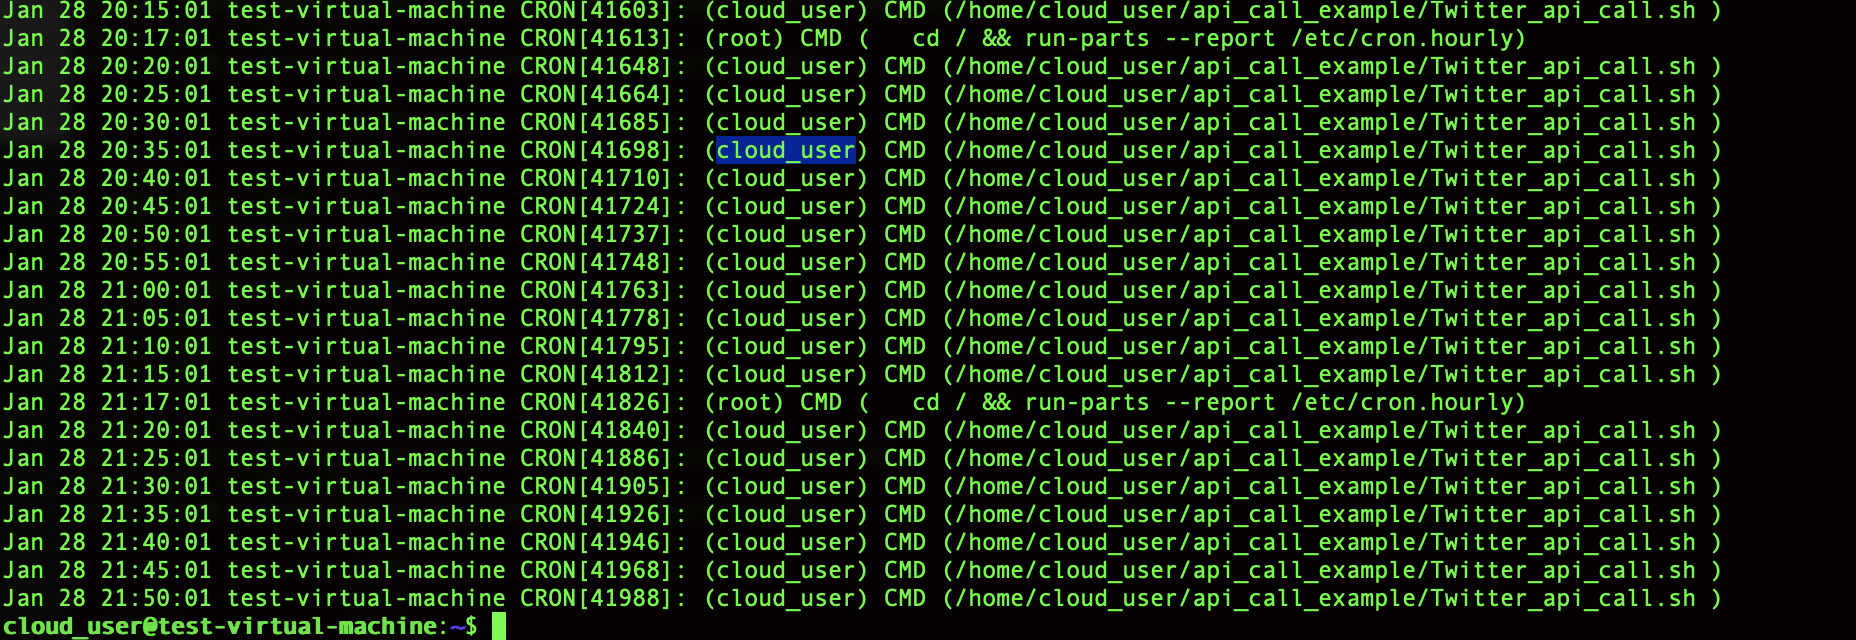 Jan 28 20:15:01 test-virtual-machine CRON[41603]: (cloud_user) CMD (/home/cloud_user/api_call_example/Twitter_api_call.sh )
Jan 28 20:17:01 test-virtual-machine CRON[41613]: (root) CMD (   cd / && run-parts --report /etc/cron.hourly)
Jan 28 20:20:01 test-virtual-machine CRON[41648]: (cloud_user) CMD (/home/cloud_user/api_call_example/Twitter_api_call.sh )
Jan 28 20:25:01 test-virtual-machine CRON[41664]: (cloud_user) CMD (/home/cloud_user/api_call_example/Twitter_api_call.sh )
Jan 28 20:30:01 test-virtual-machine CRON[41685]: (cloud_user) CMD (/home/cloud_user/api_call_example/Twitter_api_call.sh )
Jan 28 20:35:01 test-virtual-machine CRON[41698]: (cloud_user) CMD (/home/cloud_user/api_call_example/Twitter_api_call.sh )
Jan 28 20:40:01 test-virtual-machine CRON[41710]: (cloud_user) CMD (/home/cloud_user/api_call_example/Twitter_api_call.sh )
Jan 28 20:45:01 test-virtual-machine CRON[41724]: (cloud_user) CMD (/home/cloud_user/api_call_example/Twitter_api_call.sh )
Jan 28 20:50:01 test-virtual-machine CRON[41737]: (cloud_user) CMD (/home/cloud_user/api_call_example/Twitter_api_call.sh )
Jan 28 20:55:01 test-virtual-machine CRON[41748]: (cloud_user) CMD (/home/cloud_user/api_call_example/Twitter_api_call.sh )
Jan 28 21:00:01 test-virtual-machine CRON[41763]: (cloud_user) CMD (/home/cloud_user/api_call_example/Twitter_api_call.sh )
Jan 28 21:05:01 test-virtual-machine CRON[41778]: (cloud_user) CMD (/home/cloud_user/api_call_example/Twitter_api_call.sh )
Jan 28 21:10:01 test-virtual-machine CRON[41795]: (cloud_user) CMD (/home/cloud_user/api_call_example/Twitter_api_call.sh )
Jan 28 21:15:01 test-virtual-machine CRON[41812]: (cloud_user) CMD (/home/cloud_user/api_call_example/Twitter_api_call.sh )
Jan 28 21:17:01 test-virtual-machine CRON[41826]: (root) CMD (   cd / && run-parts --report /etc/cron.hourly)
Jan 28 21:20:01 test-virtual-machine CRON[41840]: (cloud_user) CMD (/home/cloud_user/api_call_example/Twitter_api_call.sh )
Jan 28 21:25:01 test-virtual-machine CRON[41886]: (cloud_user) CMD (/home/cloud_user/api_call_example/Twitter_api_call.sh )
Jan 28 21:30:01 test-virtual-machine CRON[41905]: (cloud_user) CMD (/home/cloud_user/api_call_example/Twitter_api_call.sh )
Jan 28 21:35:01 test-virtual-machine CRON[41926]: (cloud_user) CMD (/home/cloud_user/api_call_example/Twitter_api_call.sh )
Jan 28 21:40:01 test-virtual-machine CRON[41946]: (cloud_user) CMD (/home/cloud_user/api_call_example/Twitter_api_call.sh )
Jan 28 21:45:01 test-virtual-machine CRON[41968]: (cloud_user) CMD (/home/cloud_user/api_call_example/Twitter_api_call.sh )
Jan 28 21:50:01 test-virtual-machine CRON[41988]: (cloud_user) CMD (/home/cloud_user/api_call_example/Twitter_api_call.sh )
cloud_user@test-virtual-machine:~$